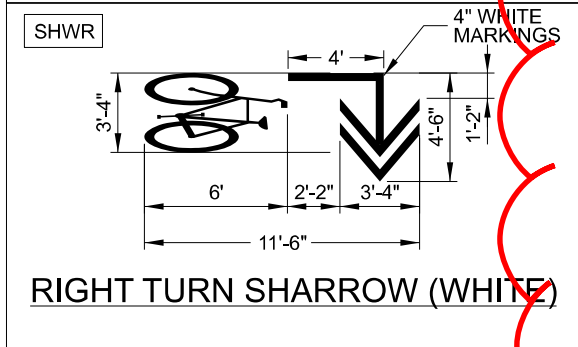 SHWR
4" WHITE
MARKINGS
4'
3'-4"
4'-6"
1'-2"
6'
2'-2"
3'-4"
11'-6"
RIGHT TURN SHARROW (WHITE)